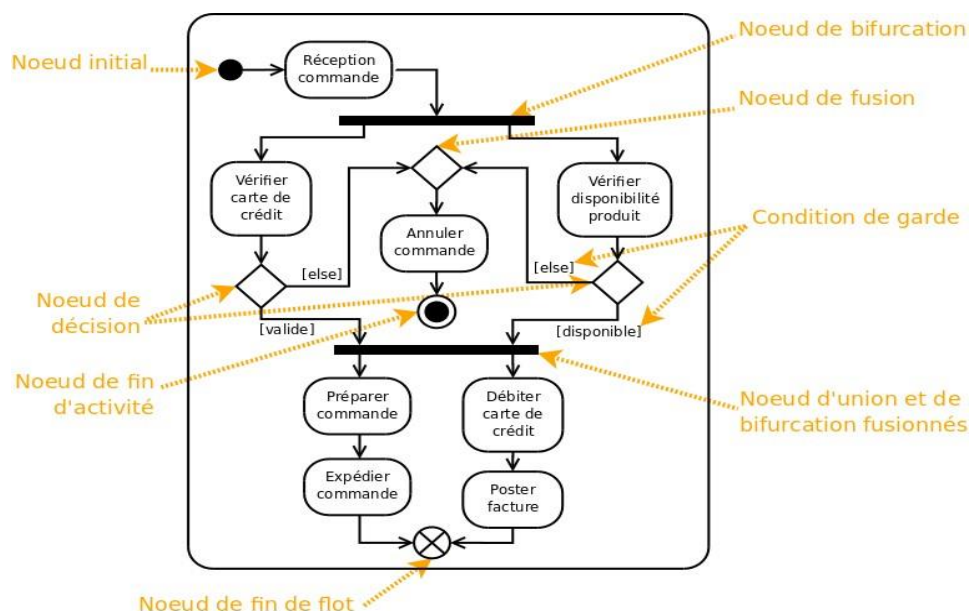 Noeud de bifurcation
Noeud initial
Réception
commande
Noeud de fusion
Vérifier
carte de
crédit
Vérifier
disponibilité
produit
Annuler
commande
Condition de garde
[else]
[else]
Noeud de
décision
[valide]
[disponible]
Noeud de fin
d'activité
Préparer
commande
Débiter
carte de
crédit
Noeud d'union et de
bifurcation fusionnés
Expédier
commande
Poster
facture
Noeud de fin de flot